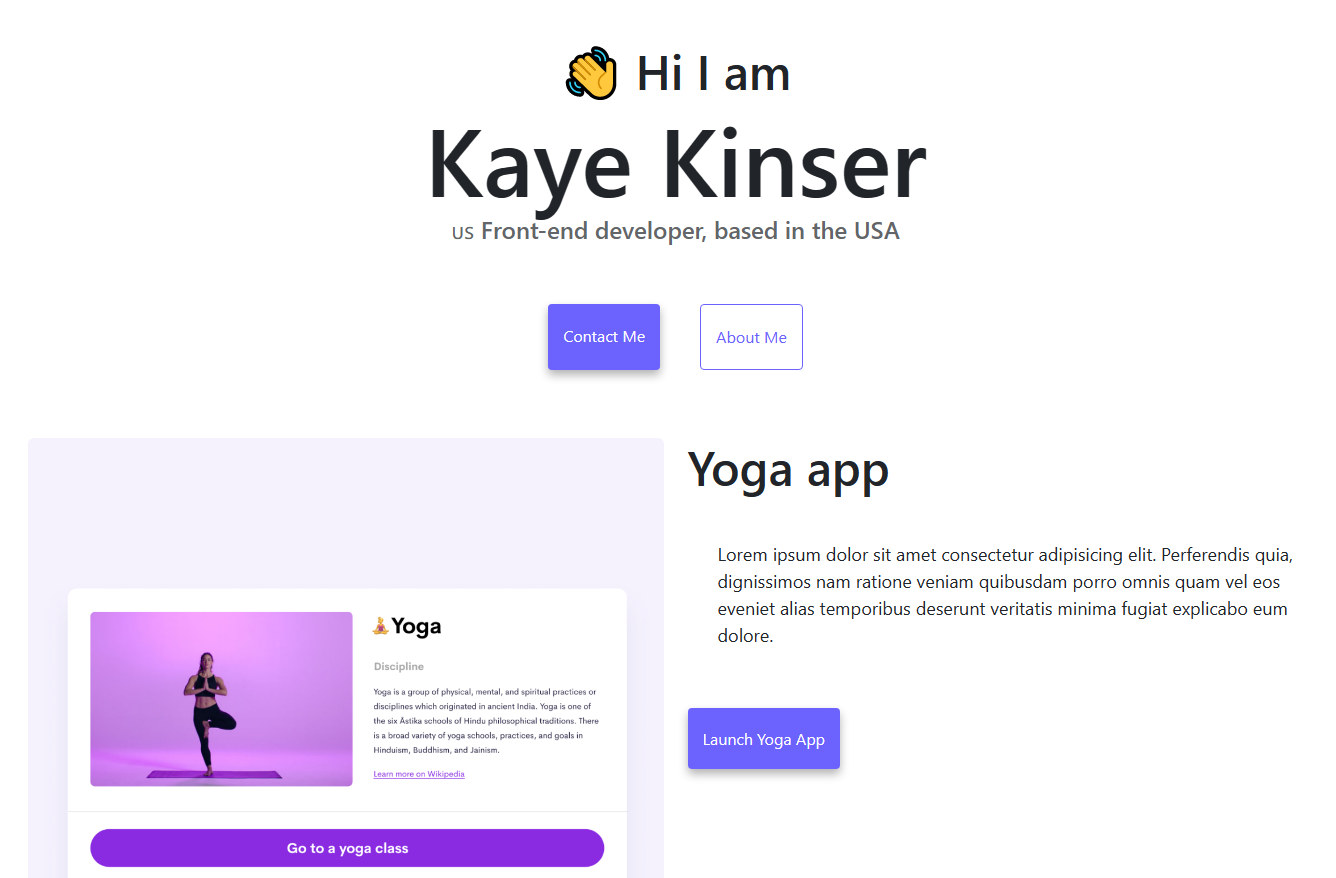 👋 Hi I am
Kaye Kinser
US Front-end developer, based in the USA
Contact Me
About Me
Yoga app
Lorem ipsum dolor sit amet consectetur adipisicing elit. Perferendis quia,
dignissimos nam ratione veniam quibusdam porro omnis quam vel eos
eveniet alias temporibus deserunt veritatis minima fugiat explicabo eum
dolore.
Launch Yoga App
🧘Yoga
Discipline
Yoga is a group of physical, mental, and spiritual practices or
disciplines which originated in ancient India. Yoga is one of
the six Āstika schools of Hindu philosophical traditions. There
is a broad variety of yoga schools, practices, and goals in
Hinduism, Buddhism, and Jainism.
Learn more on Wikipedia
Go to a yoga class